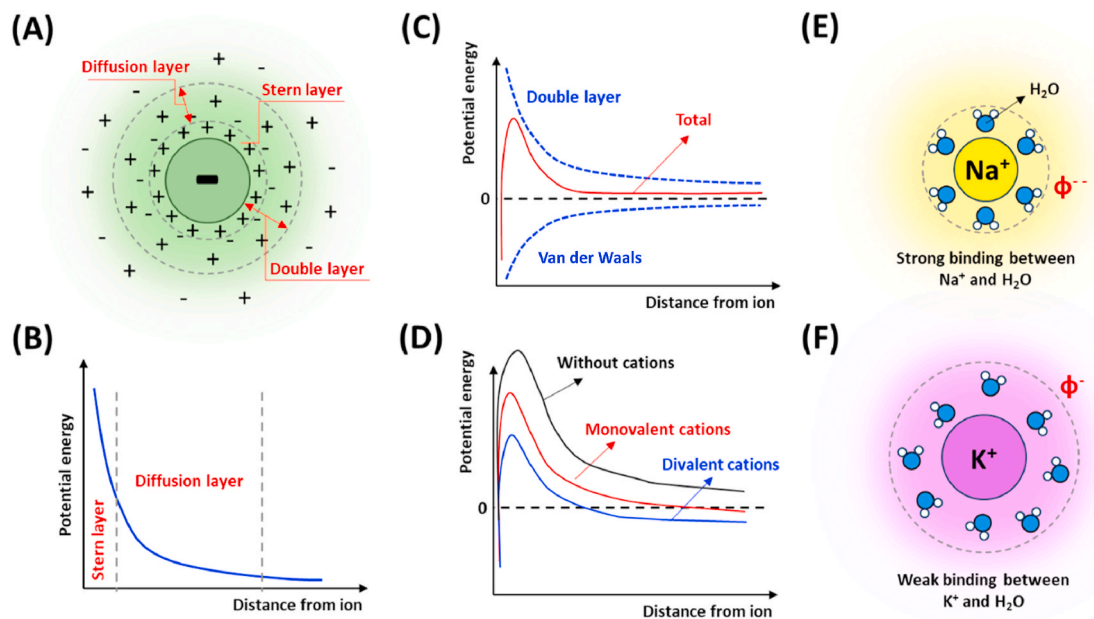 (A)
Diffusion layer
Stern layer
Double layer
(B)
Potential energy
Stern layer
Diffusion layer
Distance from ion
(C)
Potential energy
Double layer
Total
0
Van der Waals
Distance from ion
(D)
Potential energy
Without cations
Monovalent cations
Divalent cations
0
Distance from ion
(E)
H₂O
Na⁺
Φ⁻⁻
Strong binding between
Na⁺ and H₂O
(F)
Φ⁻
K⁺
Weak binding between
K⁺ and H₂O